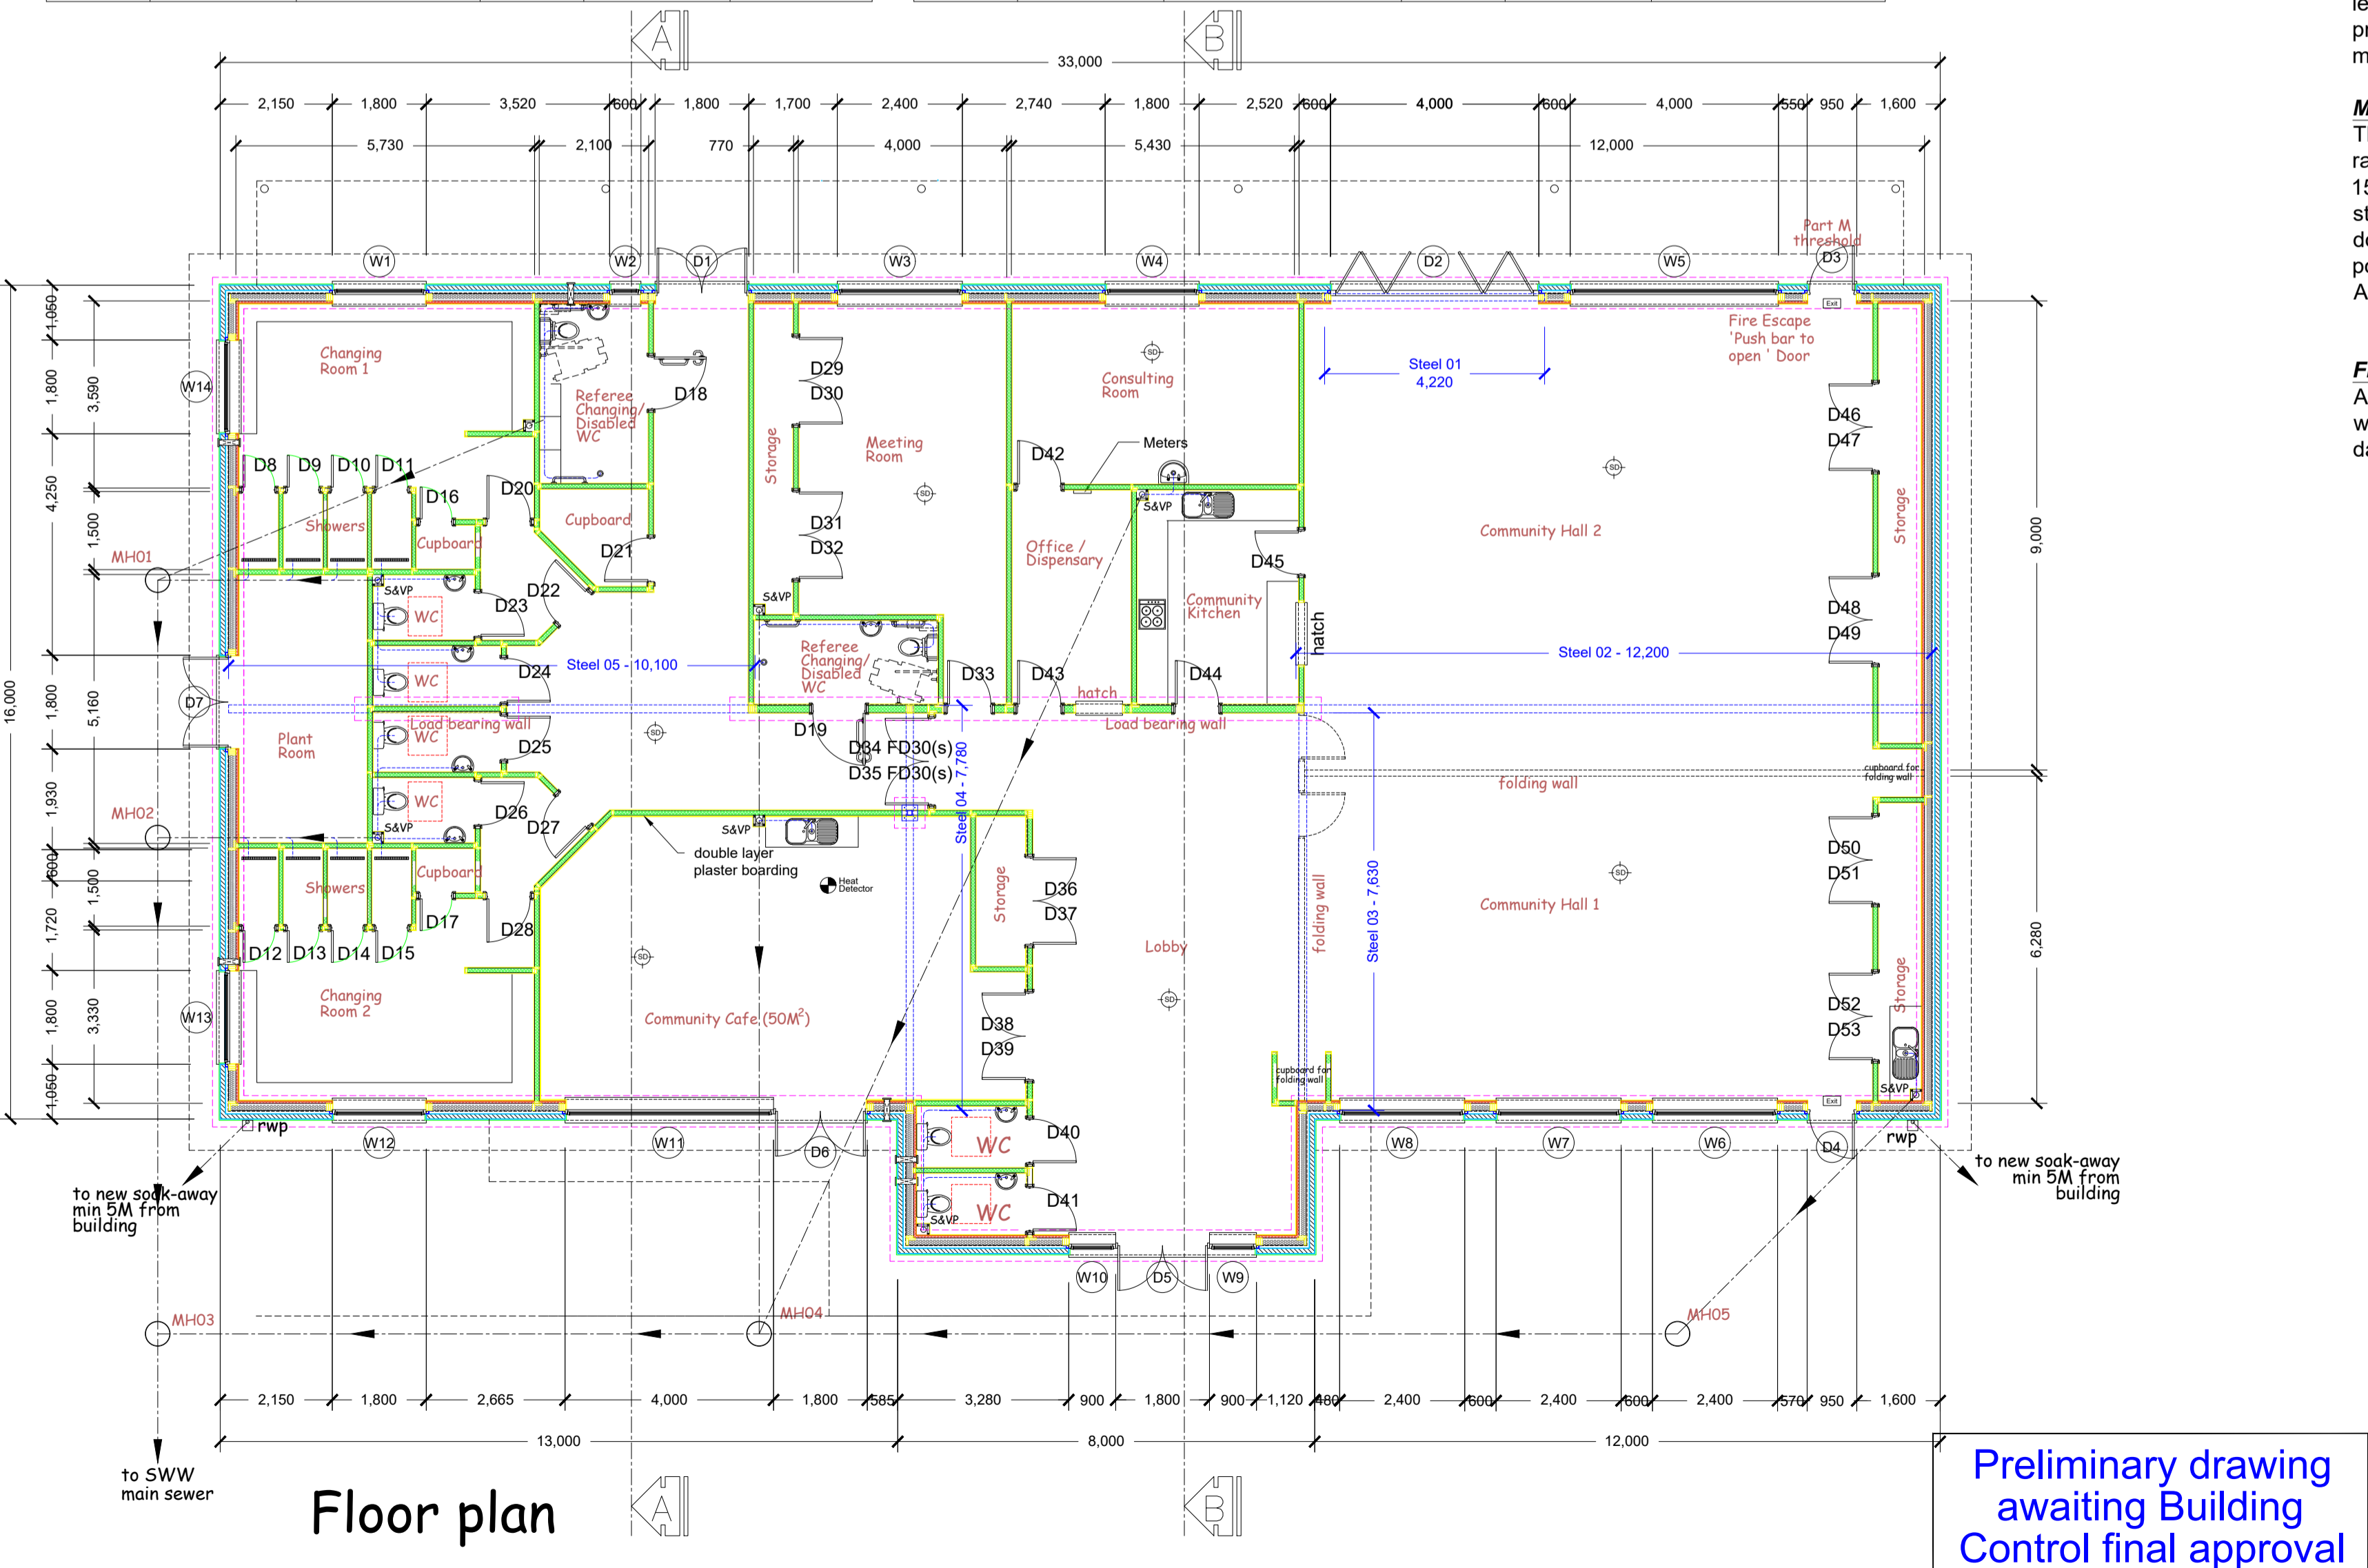 A
B
33,000
2,150
1,800
3,520
600
1,800
1,700
2,400
2,740
1,800
2,520
600
4,000
600
4,000
550
950
1,600
5,730
2,100
770
4,000
5,430
12,000
Part M
threshold
W1
W2
D1
W3
W4
D2
W5
D3
Exit
Fire Escape
'Push bar to
open ' Door
16,000
1,050
1,800
4,250
1,800
1,930
600
1,720
1,800
1,050
3,590
1,500
5,160
1,500
3,330
W14
D7
W13
Changing
Room 1
Referee
Changing/
Disabled
WC
D18
Storage
D29
D30
D31
D32
Meeting
Room
SD
Consulting
Room
SD
D42
Meters
S&VP
Steel 01
4,220
SD
Community Hall 2
D46
D47
D48
D49
Storage
9,000
6,280
D8
D9
D10
D11
D16
D20
Showers
Cupboard
Cupboard
D21
D22
D23
MH01
S&VP
WC
WC
D24
Steel 05 - 10,100
Load bearing wall
WC
D25
WC
D26
D27
S&VP
Plant
Room
MH02
SD
S&VP
Referee
Changing/
Disabled
WC
D19
D33
D34 FD30(s)
D35 FD30(s)
Office /
Dispensary
Community
Kitchen
D45
hatch
D43
hatch
D44
Load bearing wall
Steel 02 - 12,200
Steel 04 - 7,780
folding wall
cupboard for
folding wall
Showers
Cupboard
D12
D13
D14
D15
D17
D28
Changing
Room 2
S&VP
double layer
plaster boarding
Heat
Detector
SD
Community Cafe (50M2)
Storage
D36
D37
D38
D39
Lobby
SD
folding wall
Steel 03 - 7,630
SD
Community Hall 1
D50
D51
D52
D53
Storage
cupboard for
folding wall
S&VP
Exit
rwp
W12
W11
D6
WC
D40
WC
D41
S&VP
W8
W7
W6
D4
rwp
to new soak-away
min 5M from
building
to new soak-away
min 5M from
building
W10
D5
W9
MH03
MH04
MH05
2,150
1,800
2,665
4,000
1,800
585
3,280
900
1,800
900
1,120
480
2,400
600
2,400
600
2,400
570
950
1,600
13,000
8,000
12,000
to SWW
main sewer
Floor plan
A
B
Preliminary drawing
awaiting Building
Control final approval